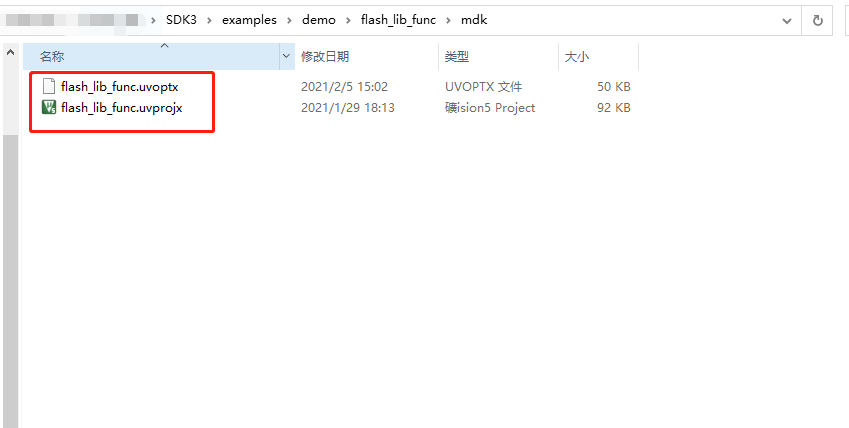 SDK3 › examples › demo › flash_lib_func › mdk
名称 修改日期 类型 大小
flash_lib_func.uvoptx 2021/2/5 15:02 UVOPTX 文件 50 KB
flash_lib_func.uvprojx 2021/1/29 18:13 礦ision5 Project 92 KB